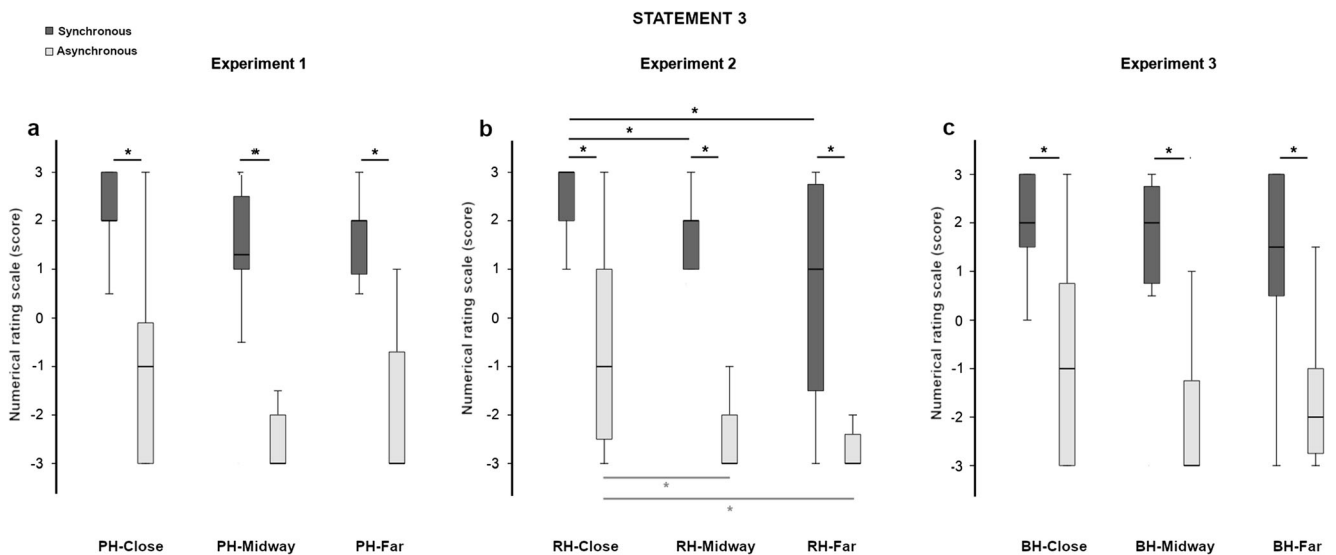 STATEMENT 3
Synchronous
Asynchronous
Experiment 1
Experiment 2
Experiment 3
a
Numerical rating scale (score)
3
2
1
0
-1
-2
-3
*
*
*
PH-Close
PH-Midway
PH-Far
b
Numerical rating scale (score)
3
2
1
0
-1
-2
-3
*
*
*
*
*
*
*
RH-Close
RH-Midway
RH-Far
c
Numerical rating scale (score)
3
2
1
0
-1
-2
-3
*
*
*
BH-Close
BH-Midway
BH-Far